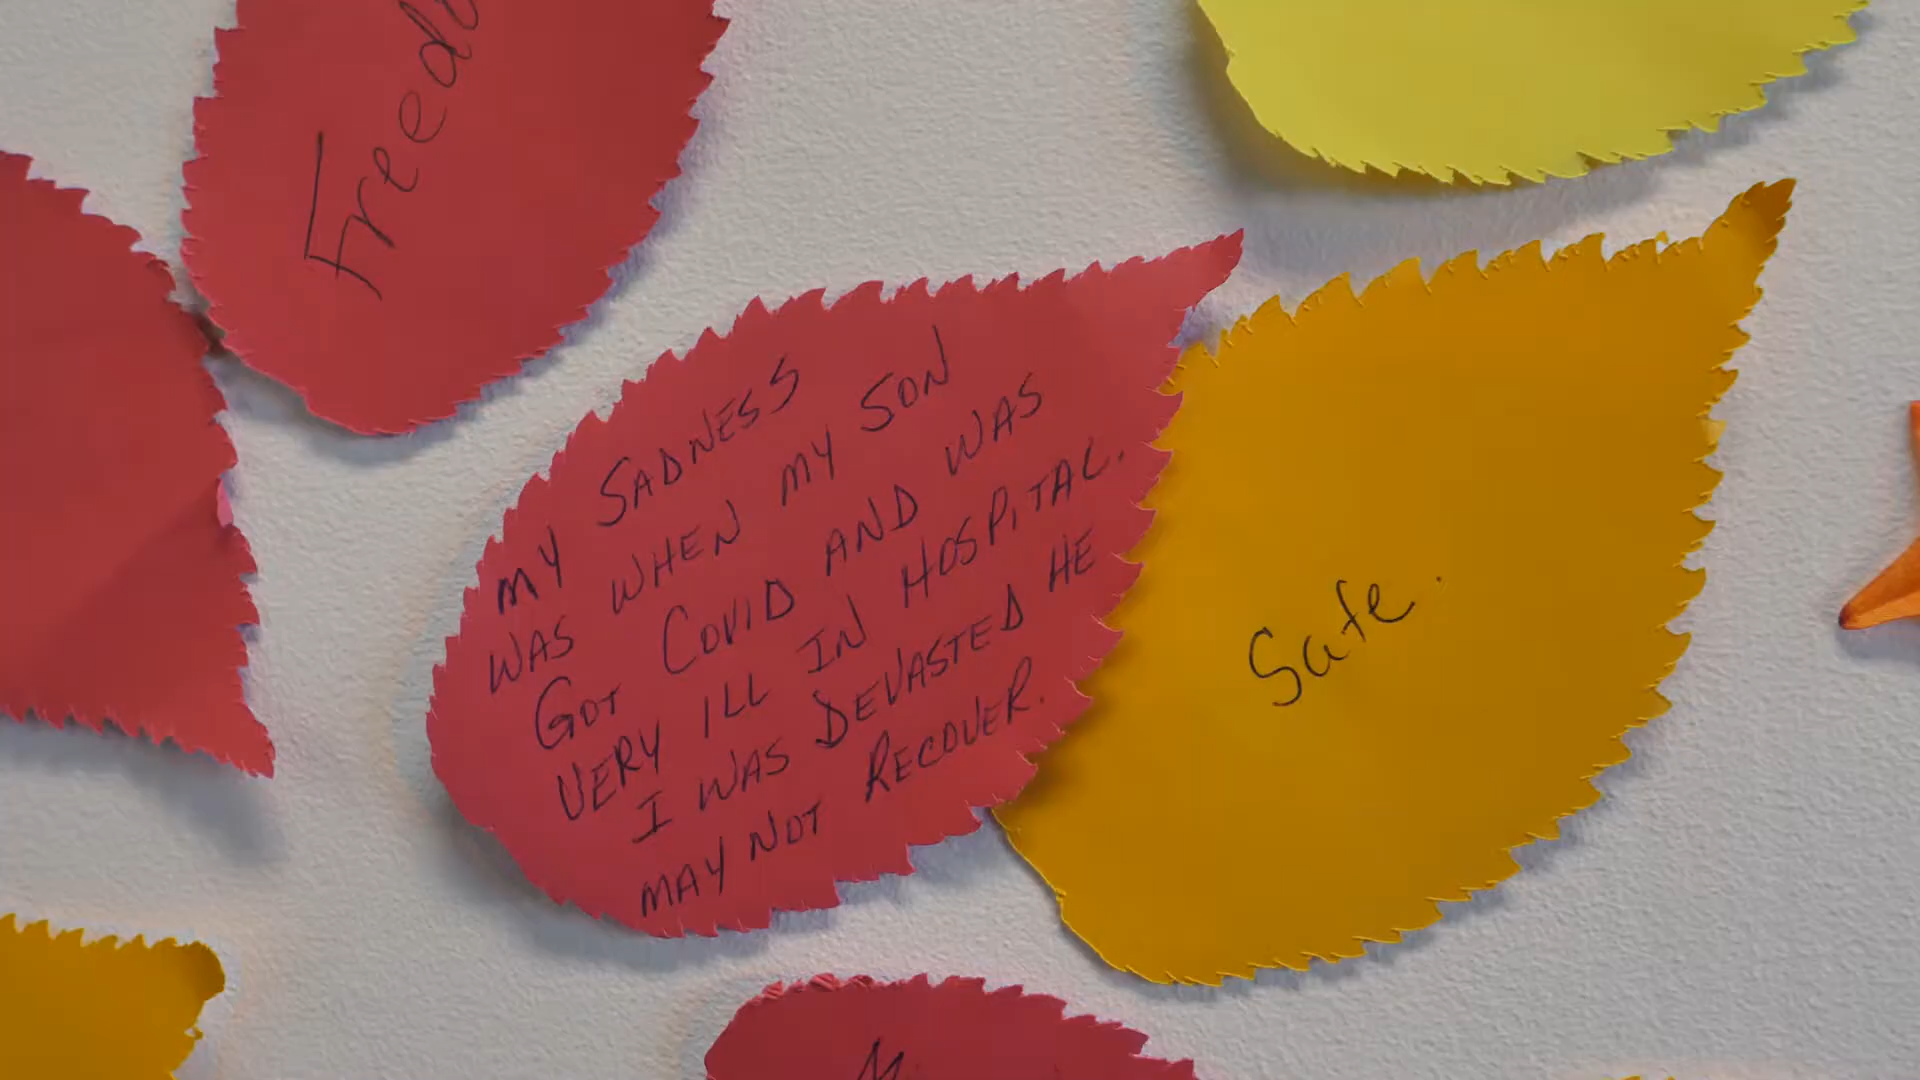 Freedo
MY SADNESS
WAS WHEN MY SON
GOT COVID AND WAS
VERY ILL IN HOSPITAL.
I WAS DEVASTED HE
MAY NOT RECOVER.
Safe.